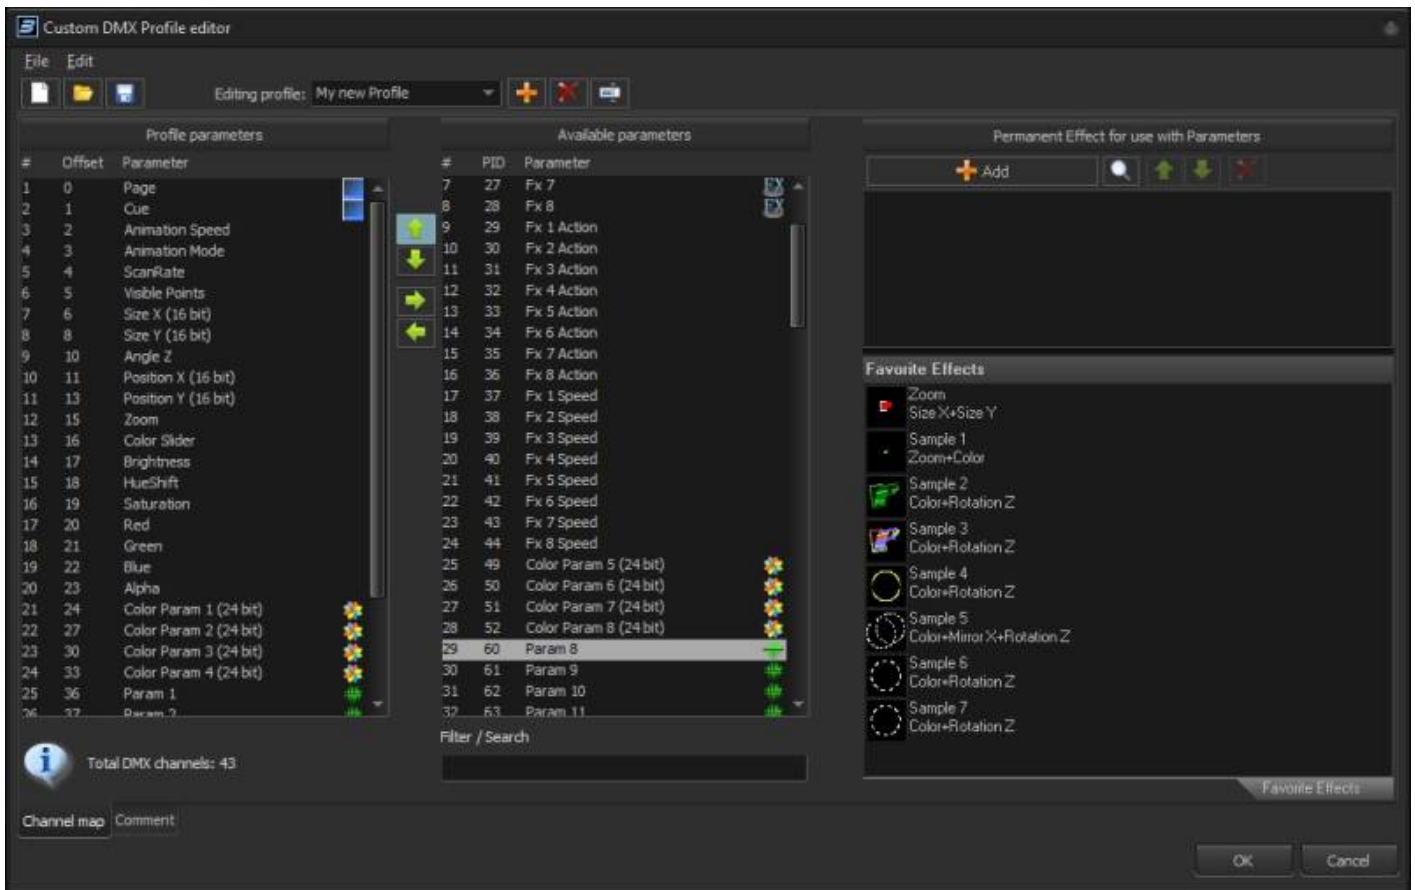 Custom DMX Profile editor
File Edit
Editing profile: My new Profile
Profile parameters
# Offset Parameter
1 0 Page
2 1 Cue
3 2 Animation Speed
4 3 Animation Mode
5 4 ScanRate
6 5 Visible Points
7 6 Size X (16 bit)
8 8 Size Y (16 bit)
9 10 Angle Z
10 11 Position X (16 bit)
11 13 Position Y (16 bit)
12 15 Zoom
13 16 Color Slider
14 17 Brightness
15 18 HueShift
16 19 Saturation
17 20 Red
18 21 Green
19 22 Blue
20 23 Alpha
21 24 Color Param 1 (24 bit)
22 27 Color Param 2 (24 bit)
23 30 Color Param 3 (24 bit)
24 33 Color Param 4 (24 bit)
25 36 Param 1
26 37 Param 2
Total DMX channels: 43
Available parameters
# PID Parameter
7 27 Fx 7 FX
8 28 Fx 8 FX
9 29 Fx 1 Action
10 30 Fx 2 Action
11 31 Fx 3 Action
12 32 Fx 4 Action
13 33 Fx 5 Action
14 34 Fx 6 Action
15 35 Fx 7 Action
16 36 Fx 8 Action
17 37 Fx 1 Speed
18 38 Fx 2 Speed
19 39 Fx 3 Speed
20 40 Fx 4 Speed
21 41 Fx 5 Speed
22 42 Fx 6 Speed
23 43 Fx 7 Speed
24 44 Fx 8 Speed
25 49 Color Param 5 (24 bit)
26 50 Color Param 6 (24 bit)
27 51 Color Param 7 (24 bit)
28 52 Color Param 8 (24 bit)
29 60 Param 8
30 61 Param 9
31 62 Param 10
32 63 Param 11
Filter / Search
Permanent Effect for use with Parameters
Add
Favorite Effects
Zoom
Size X+Size Y
Sample 1
Zoom+Color
Sample 2
Color+Rotation Z
Sample 3
Color+Rotation Z
Sample 4
Color+Rotation Z
Sample 5
Color+Mirror X+Rotation Z
Sample 6
Color+Rotation Z
Sample 7
Color+Rotation Z
Favorite Effects
Channel map Comment
OK Cancel